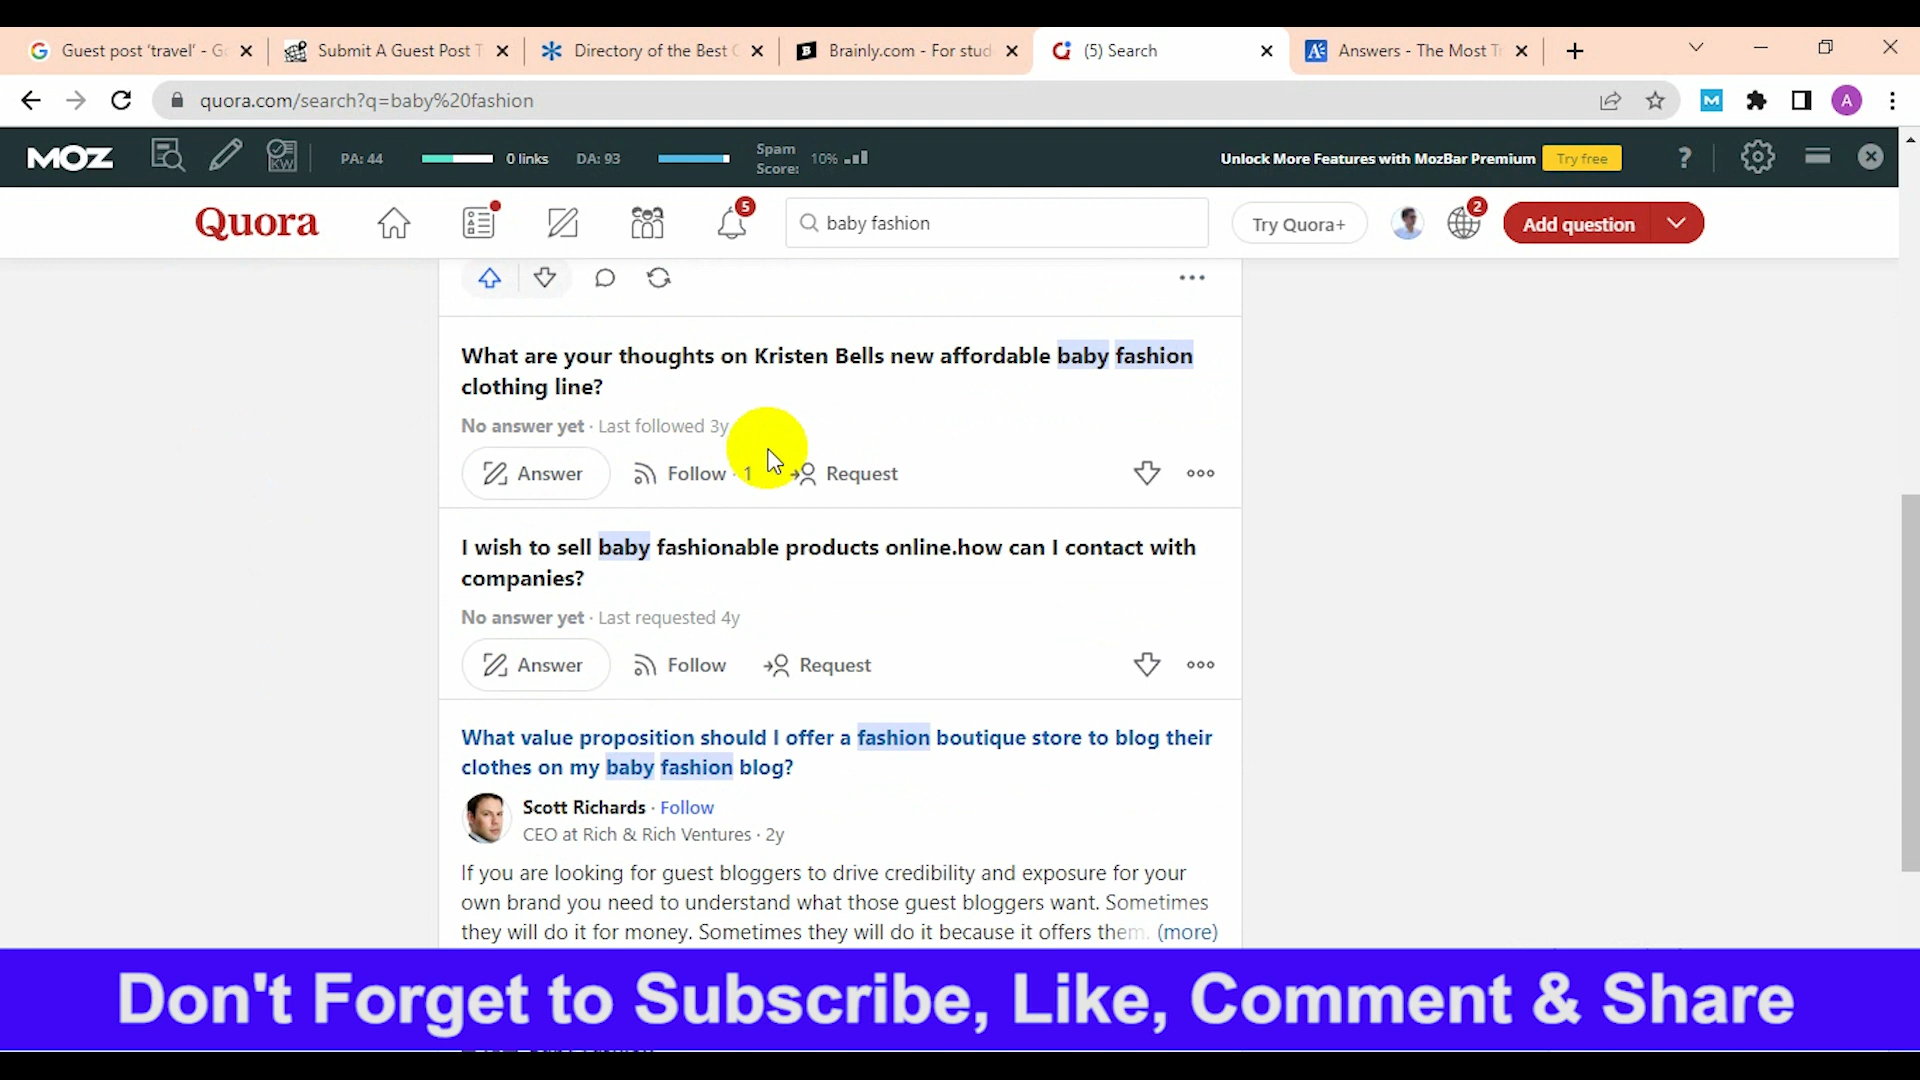 Guest post 'travel' - G
Submit A Guest Post T
Directory of the Best
Brainly.com - For stud
(5) Search
Answers - The Most Tr
quora.com/search?q=baby%20fashion
A
MOZ
KW
PA: 44
0 links
DA: 93
Spam Score:
10%
Unlock More Features with MozBar Premium
Try free
?
Quora
5
baby fashion
Try Quora+
2
Add question
What are your thoughts on Kristen Bells new affordable baby fashion
clothing line?
No answer yet · Last followed 3y
Answer
Follow · 1
Request
I wish to sell baby fashionable products online.how can I contact with
companies?
No answer yet · Last requested 4y
Answer
Follow
Request
What value proposition should I offer a fashion boutique store to blog their
clothes on my baby fashion blog?
Scott Richards · Follow
CEO at Rich & Rich Ventures · 2y
If you are looking for guest bloggers to drive credibility and exposure for your
own brand you need to understand what those guest bloggers want. Sometimes
they will do it for money. Sometimes they will do it because it offers them. (more)
Don't Forget to Subscribe, Like, Comment & Share